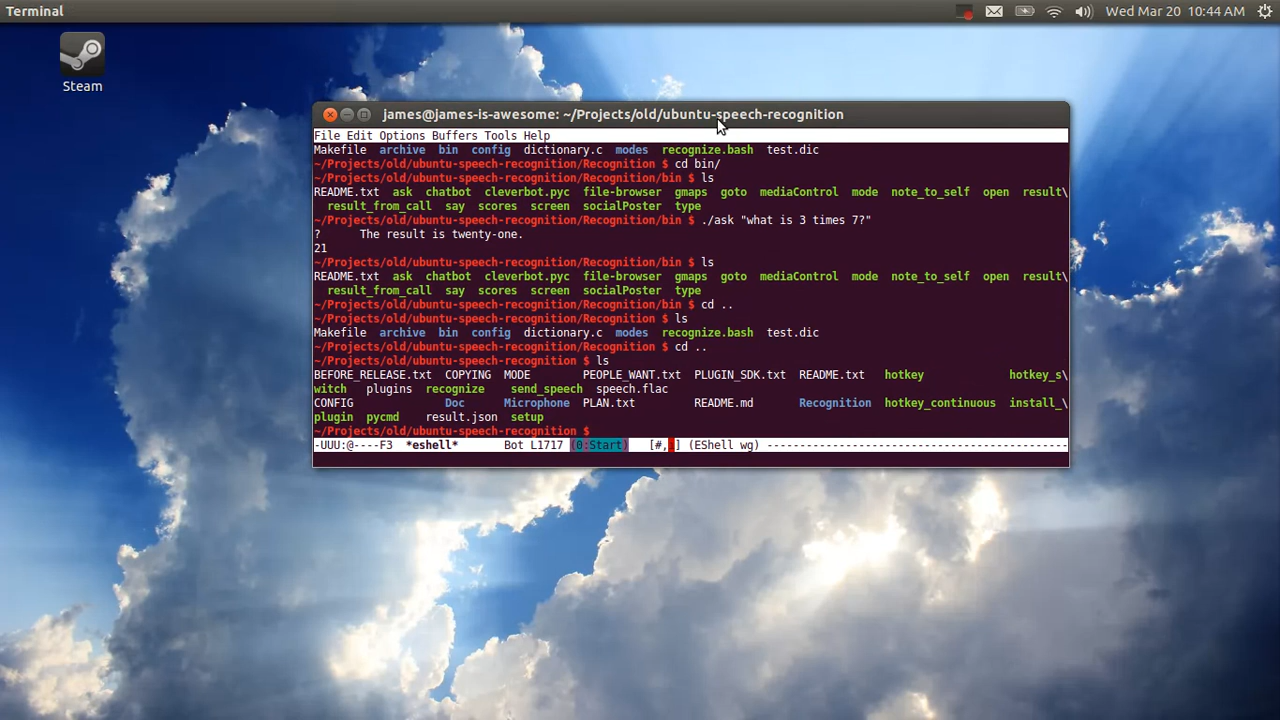 Terminal
Wed Mar 20 10:44 AM
Steam
james@james-is-awesome: ~/Projects/old/ubuntu-speech-recognition
File Edit Options Buffers Tools Help
Makefile archive bin config dictionary.c modes recognize.bash test.dic
~/Projects/old/ubuntu-speech-recognition/Recognition $ cd bin/
~/Projects/old/ubuntu-speech-recognition/Recognition/bin $ ls
README.txt ask chatbot cleverbot.pyc file-browser gmaps goto mediaControl mode note_to_self open result\
result_from_call say scores screen socialPoster type
~/Projects/old/ubuntu-speech-recognition/Recognition/bin $ ./ask "what is 3 times 7?"
? The result is twenty-one.
21
~/Projects/old/ubuntu-speech-recognition/Recognition/bin $ ls
README.txt ask chatbot cleverbot.pyc file-browser gmaps goto mediaControl mode note_to_self open result\
result_from_call say scores screen socialPoster type
~/Projects/old/ubuntu-speech-recognition/Recognition/bin $ cd ..
~/Projects/old/ubuntu-speech-recognition/Recognition $ ls
Makefile archive bin config dictionary.c modes recognize.bash test.dic
~/Projects/old/ubuntu-speech-recognition/Recognition $ cd ..
~/Projects/old/ubuntu-speech-recognition $ ls
BEFORE_RELEASE.txt COPYING MODE PEOPLE_WANT.txt PLUGIN_SDK.txt README.txt hotkey hotkey_s\
witch plugins recognize send_speech speech.flac
CONFIG Doc Microphone PLAN.txt README.md Recognition hotkey_continuous install_\
plugin pycmd result.json setup
~/Projects/old/ubuntu-speech-recognition $
-UUU:@----F3 *eshell* Bot L1717 (0:Start) [#, ] (EShell wg) --------------------------------------------